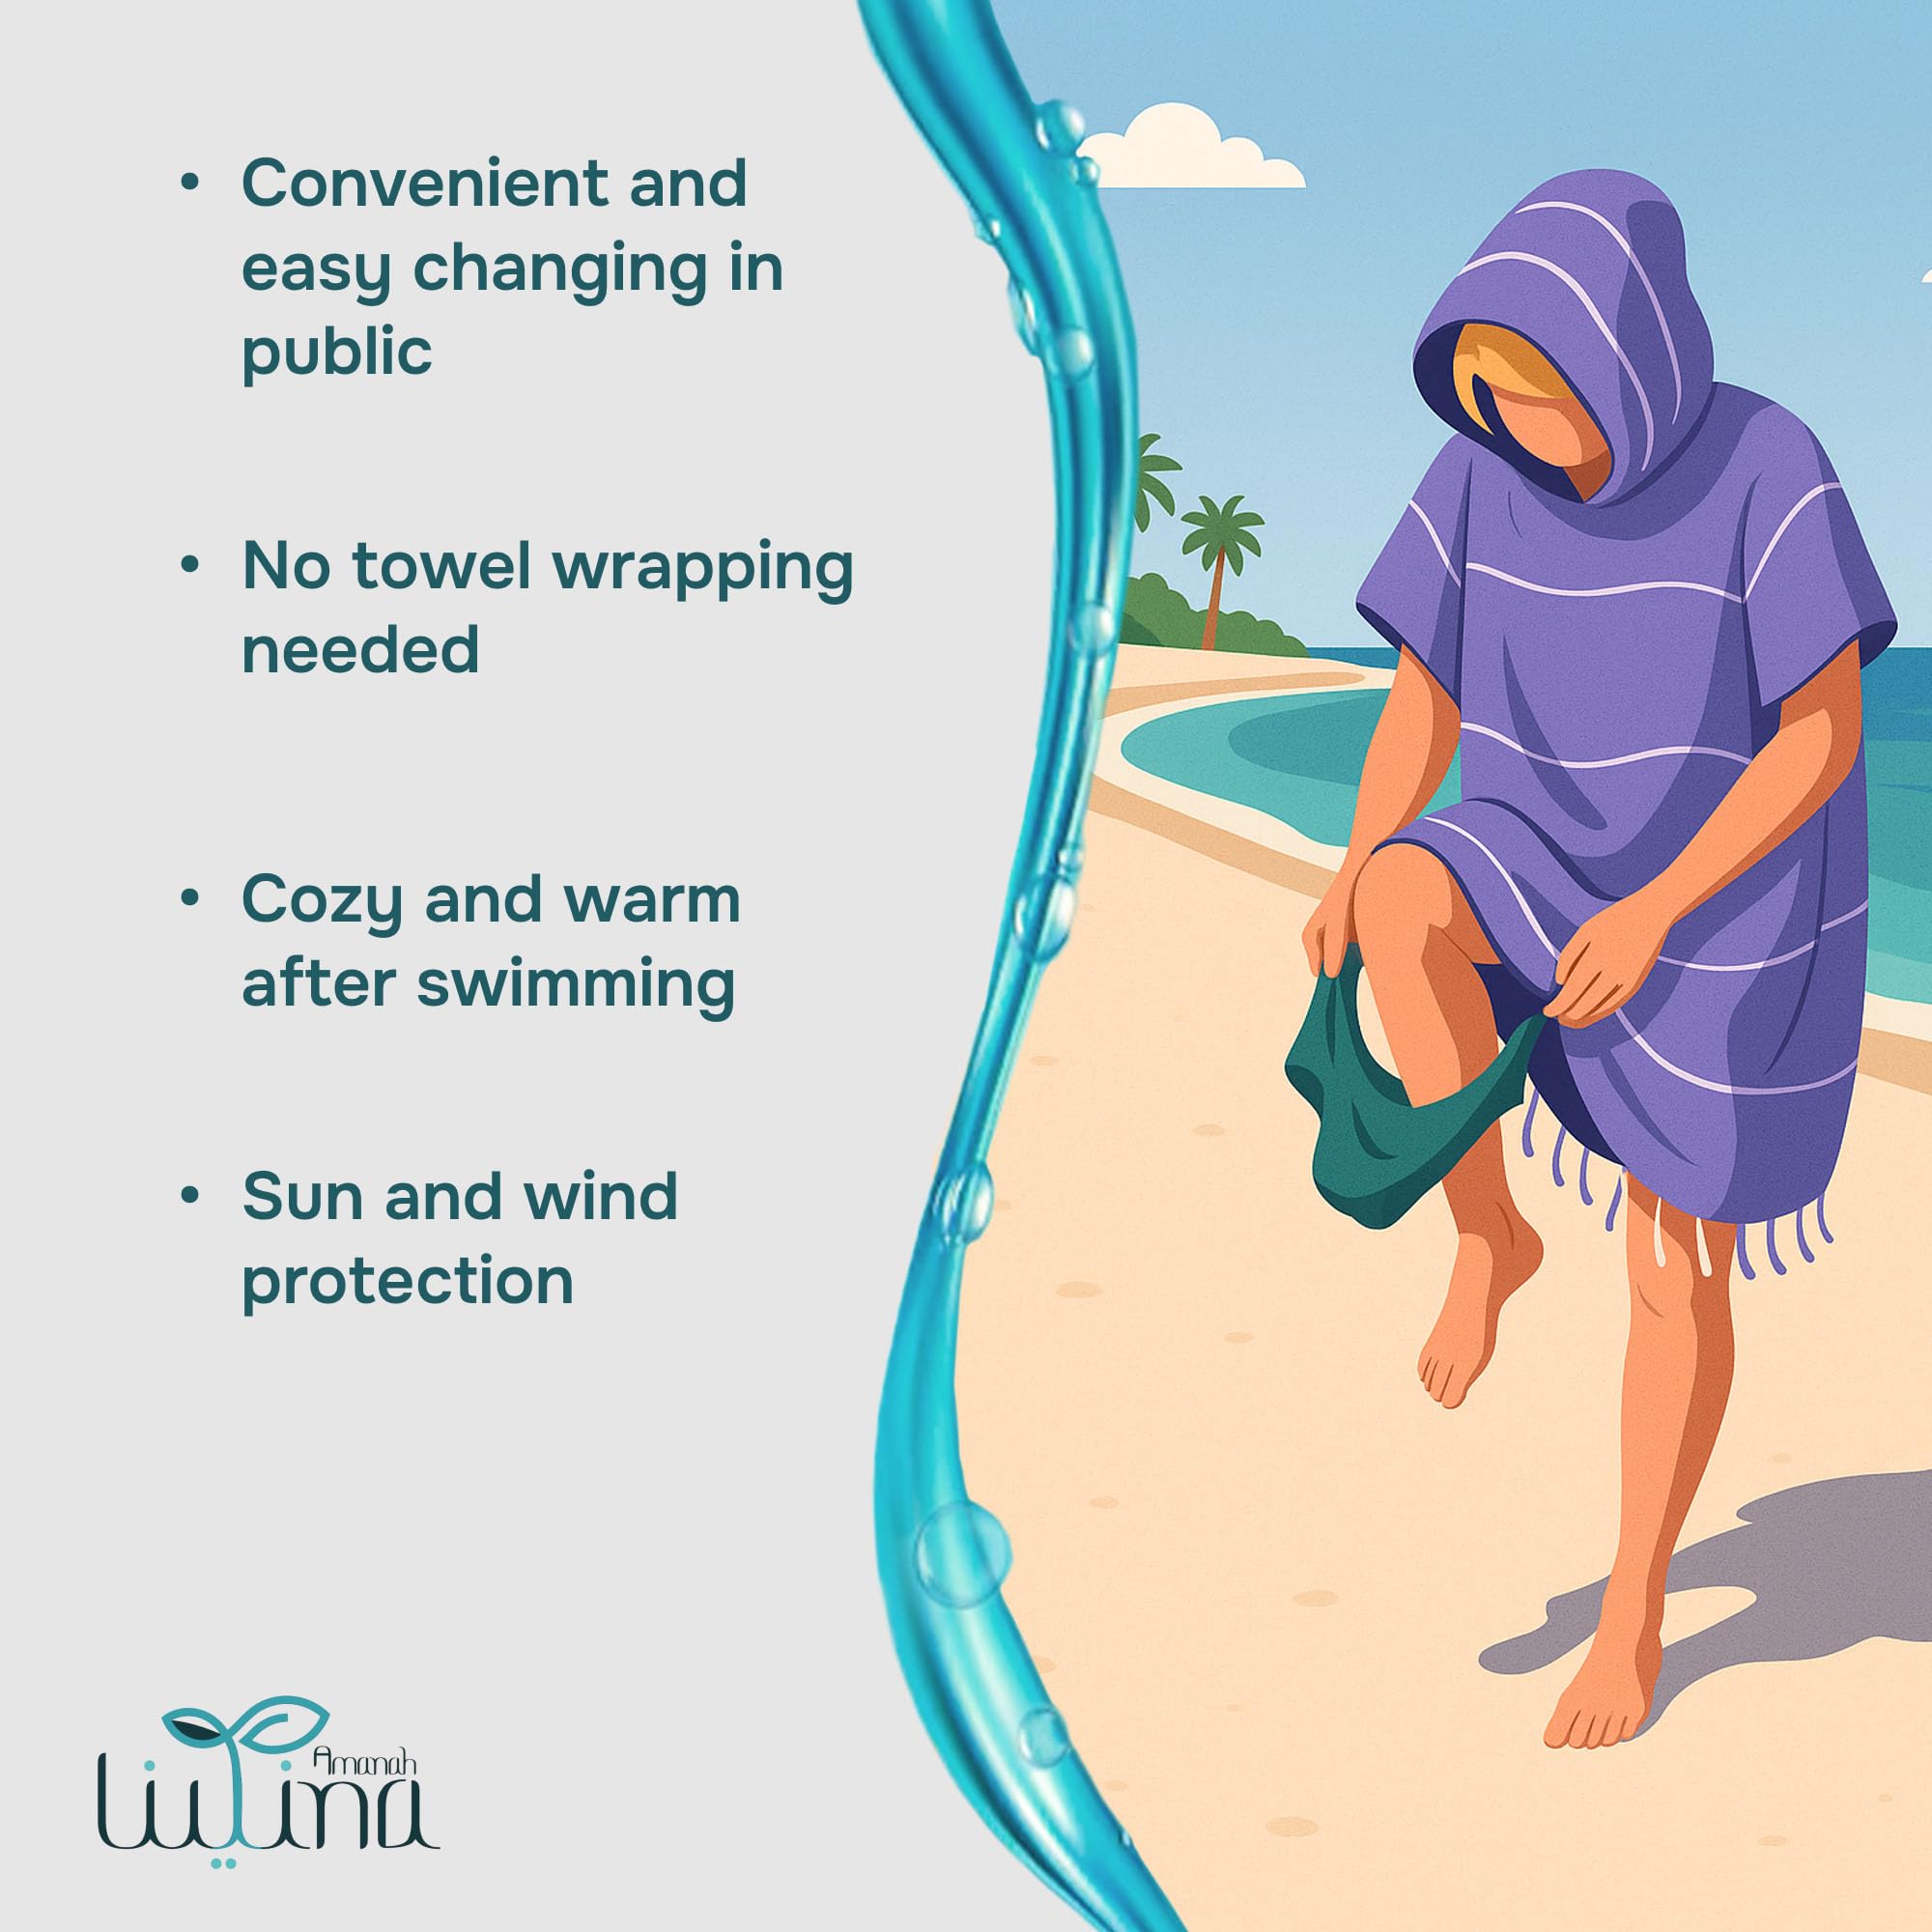 • Convenient and
easy changing in
public
• No towel wrapping
needed
• Cozy and warm
after swimming
• Sun and wind
protection
Amanah